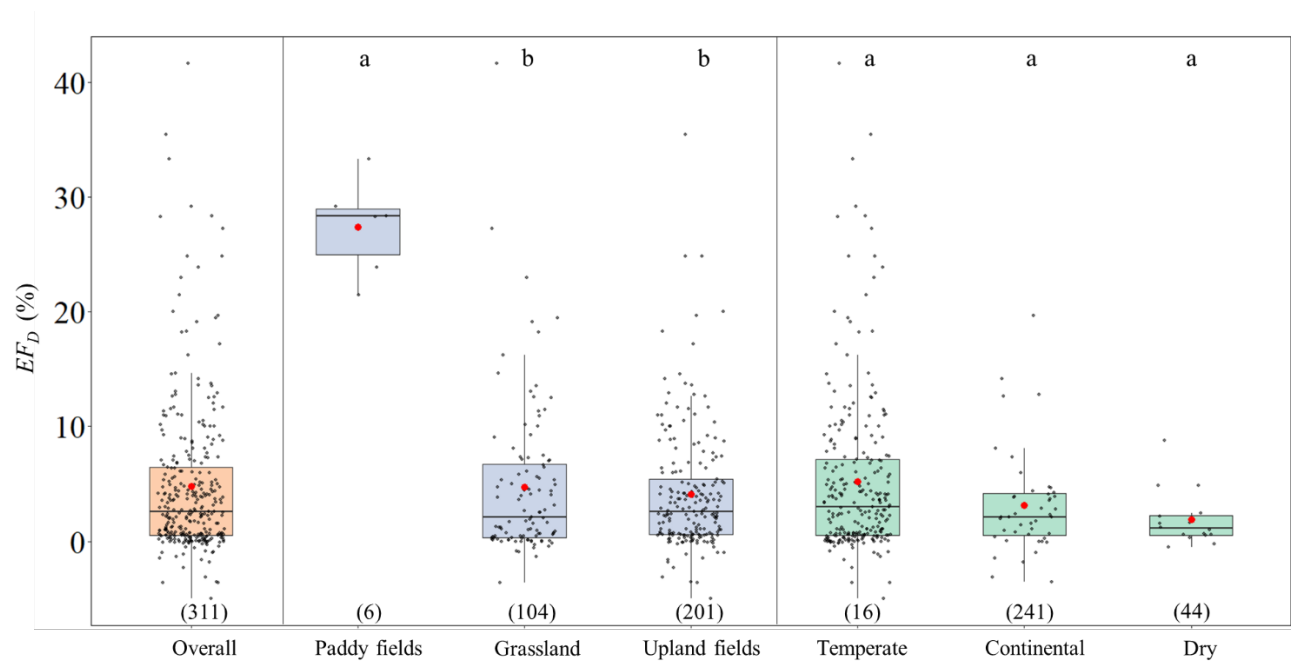 a b b a a a
40
30
20
10
0
EF_D (%)
(311) (6) (104) (201) (16) (241) (44)
Overall Paddy fields Grassland Upland fields Temperate Continental Dry